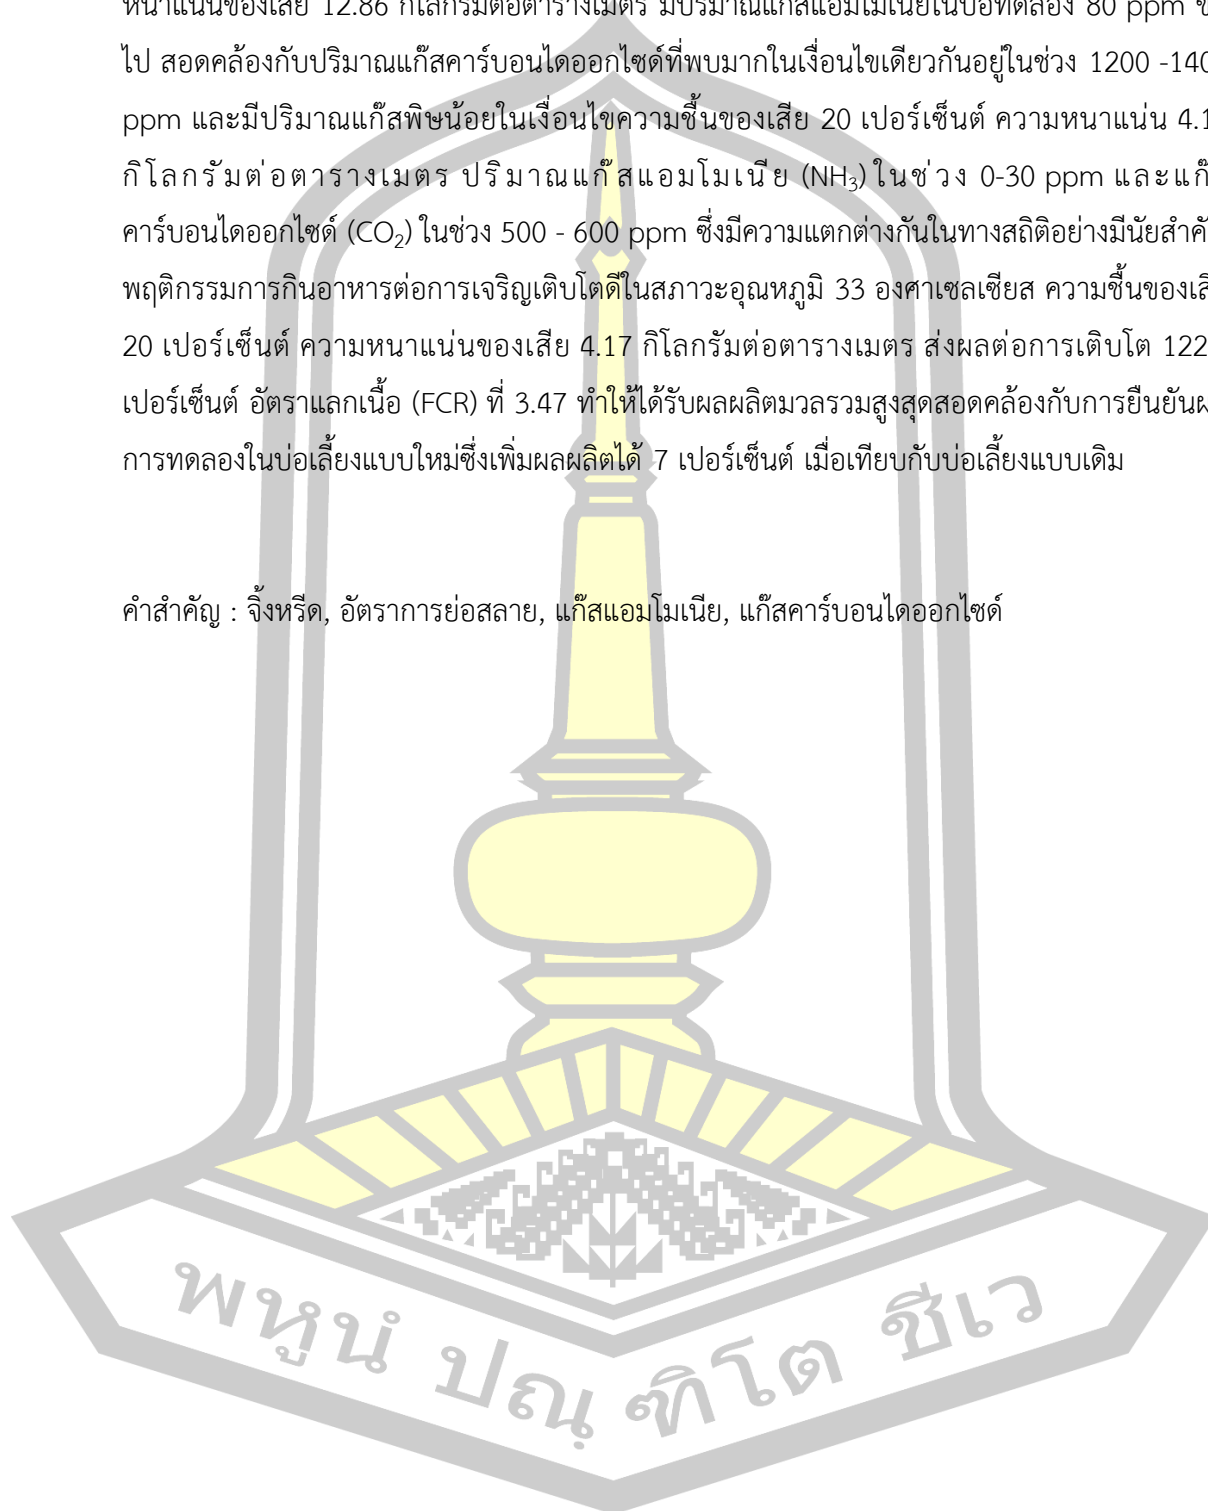 หนาแน่นของเสีย 12.86 กิโลกรัมต่อตารางเมตร มีปริมาณแก๊สแอมโมเนียในบ่อทดลอง 80 ppm
ไป สอดคล้องกับปริมาณแก๊สคาร์บอนไดออกไซด์ที่พบมากในเงื่อนไขเดียวกันอยู่ในช่วง 1200 -140
ppm และมีปริมาณแก๊สพิษน้อยในเงื่อนไขความชื้นของเสีย 20 เปอร์เซ็นต์ ความหนาแน่น 4.1
กิโลกรัมต่อตารางเมตร ปริมาณแก๊สแอมโมเนีย (NH₃) ในช่วง 0-30 ppm และแก๊
คาร์บอนไดออกไซด์ (CO₂) ในช่วง 500 - 600 ppm ซึ่งมีความแตกต่างกันในทางสถิติอย่างมีนัยสำคั
พฤติกรรมการกินอาหารต่อการเจริญเติบโตดีในสภาวะอุณหภูมิ 33 องศาเซลเซียส ความชื้นของเสี
20 เปอร์เซ็นต์ ความหนาแน่นของเสีย 4.17 กิโลกรัมต่อตารางเมตร ส่งผลต่อการเติบโต 122
เปอร์เซ็นต์ อัตราแลกเนื้อ (FCR) ที่ 3.47 ทำให้ได้รับผลผลิตมวลรวมสูงสุดสอดคล้องกับการยืนยันผ
การทดลองในบ่อเลี้ยงแบบใหม่ซึ่งเพิ่มผลผลิตได้ 7 เปอร์เซ็นต์ เมื่อเทียบกับบ่อเลี้ยงแบบเดิม
คำสำคัญ : จิ้งหรีด, อัตราการย่อสลาย, แก๊สแอมโมเนีย, แก๊สคาร์บอนไดออกไซด์
พหูนํ ปณฺฑิโต ชีเว